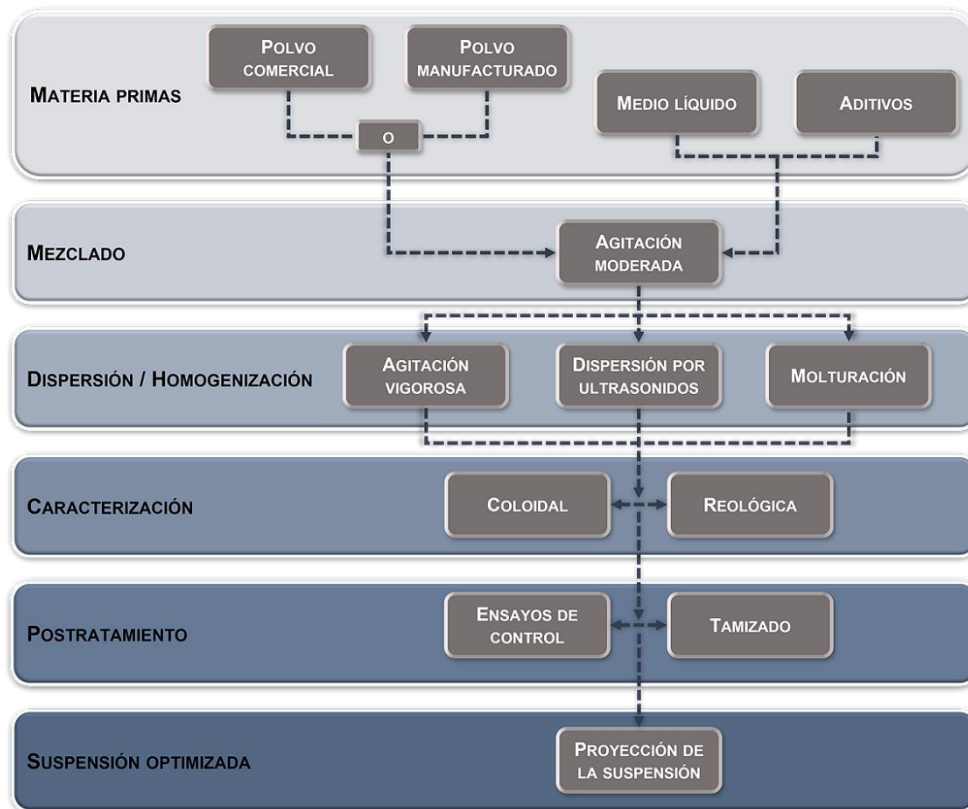 POLVO
COMERCIAL
POLVO
MANUFACTURADO
MATERIA PRIMAS
MEDIO LÍQUIDO
ADITIVOS
O
MEZCLADO
AGITACIÓN
MODERADA
DISPERSIÓN / HOMOGENIZACIÓN
AGITACIÓN
VIGOROSA
DISPERSIÓN POR
ULTRASONIDOS
MOLTURACIÓN
CARACTERIZACIÓN
COLOIDAL
REOLÓGICA
POSTRATAMIENTO
ENSAYOS DE
CONTROL
TAMIZADO
SUSPENSIÓN OPTIMIZADA
PROYECCIÓN DE
LA SUSPENSIÓN